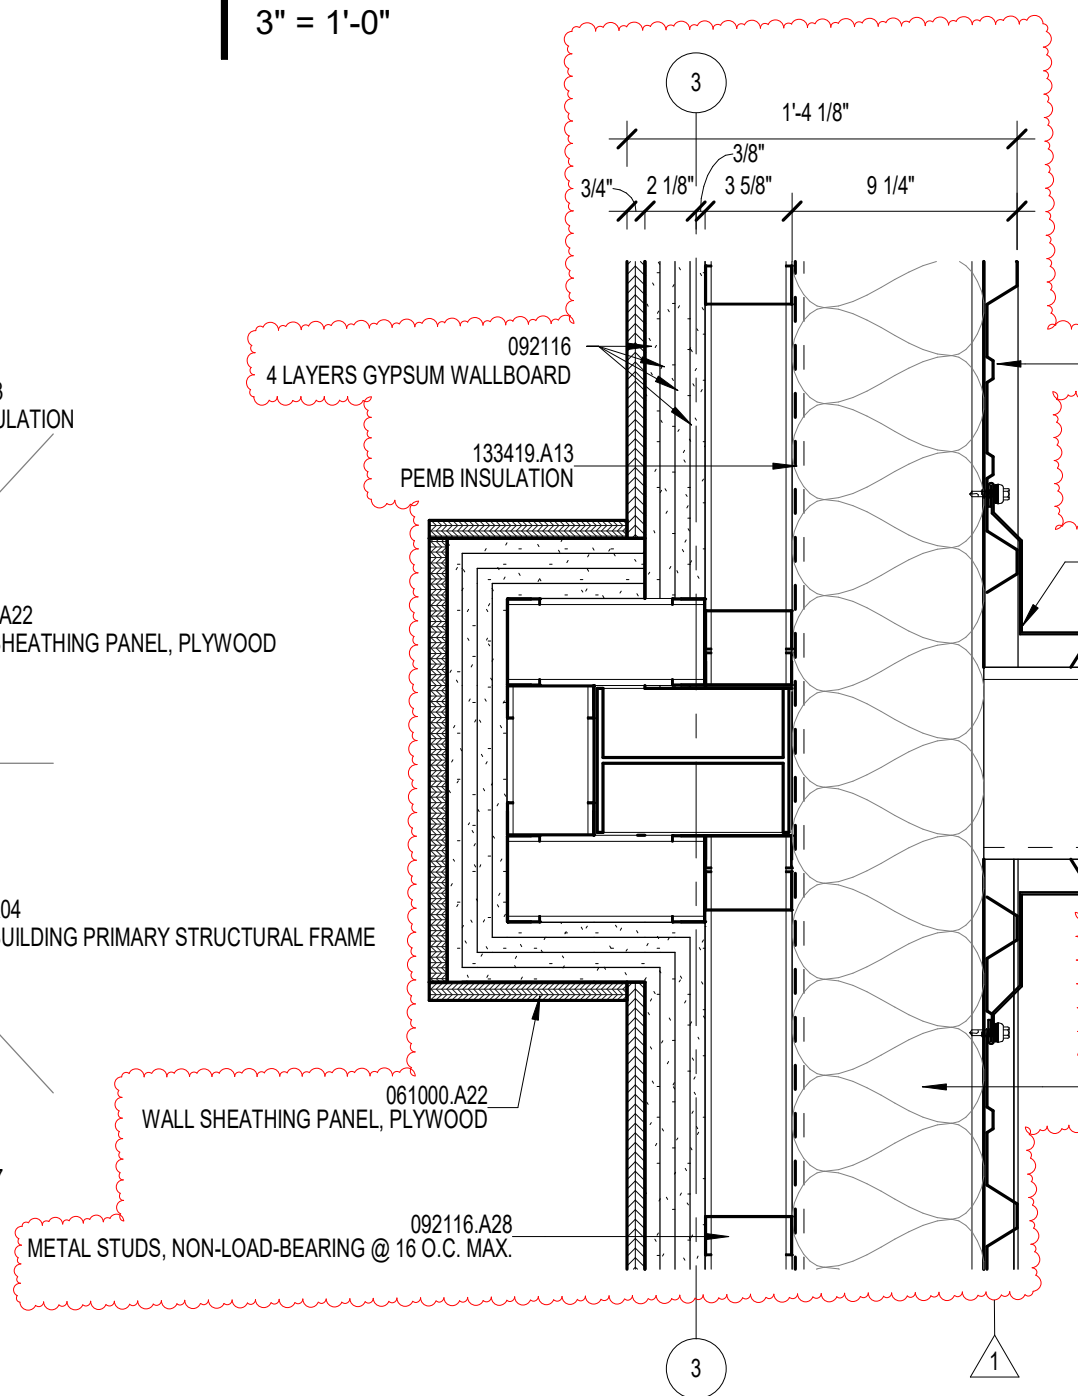 3" = 1'-0"
3
1'-4 1/8"
3/8"
3/4"
2 1/8"
3 5/8"
9 1/4"
092116
4 LAYERS GYPSUM WALLBOARD
133419.A13
PEMB INSULATION
ULATION
A22
SHEATHING PANEL, PLYWOOD
04
BUILDING PRIMARY STRUCTURAL FRAME
061000.A22
WALL SHEATHING PANEL, PLYWOOD
092116.A28
METAL STUDS, NON-LOAD-BEARING @ 16 O.C. MAX.
3
1